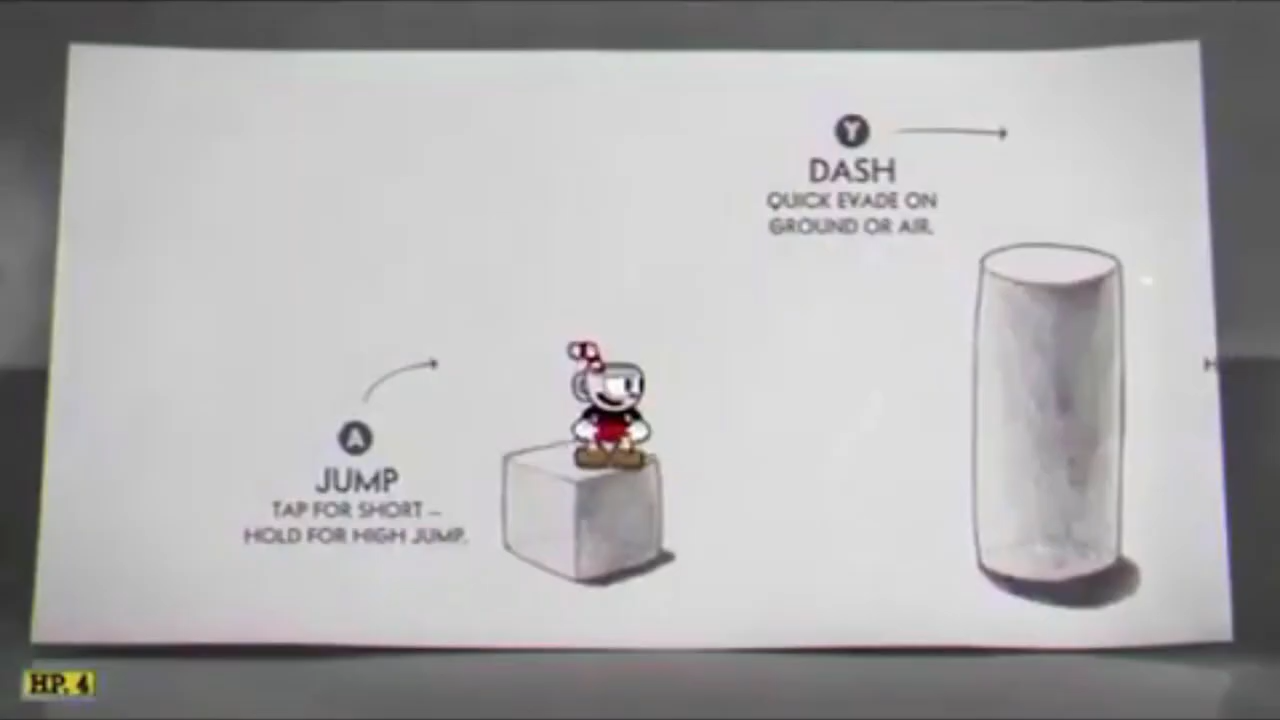 Y
DASH
QUICK EVADE ON
GROUND OR AIR.
A
JUMP
TAP FOR SHORT –
HOLD FOR HIGH JUMP.
HP. 4